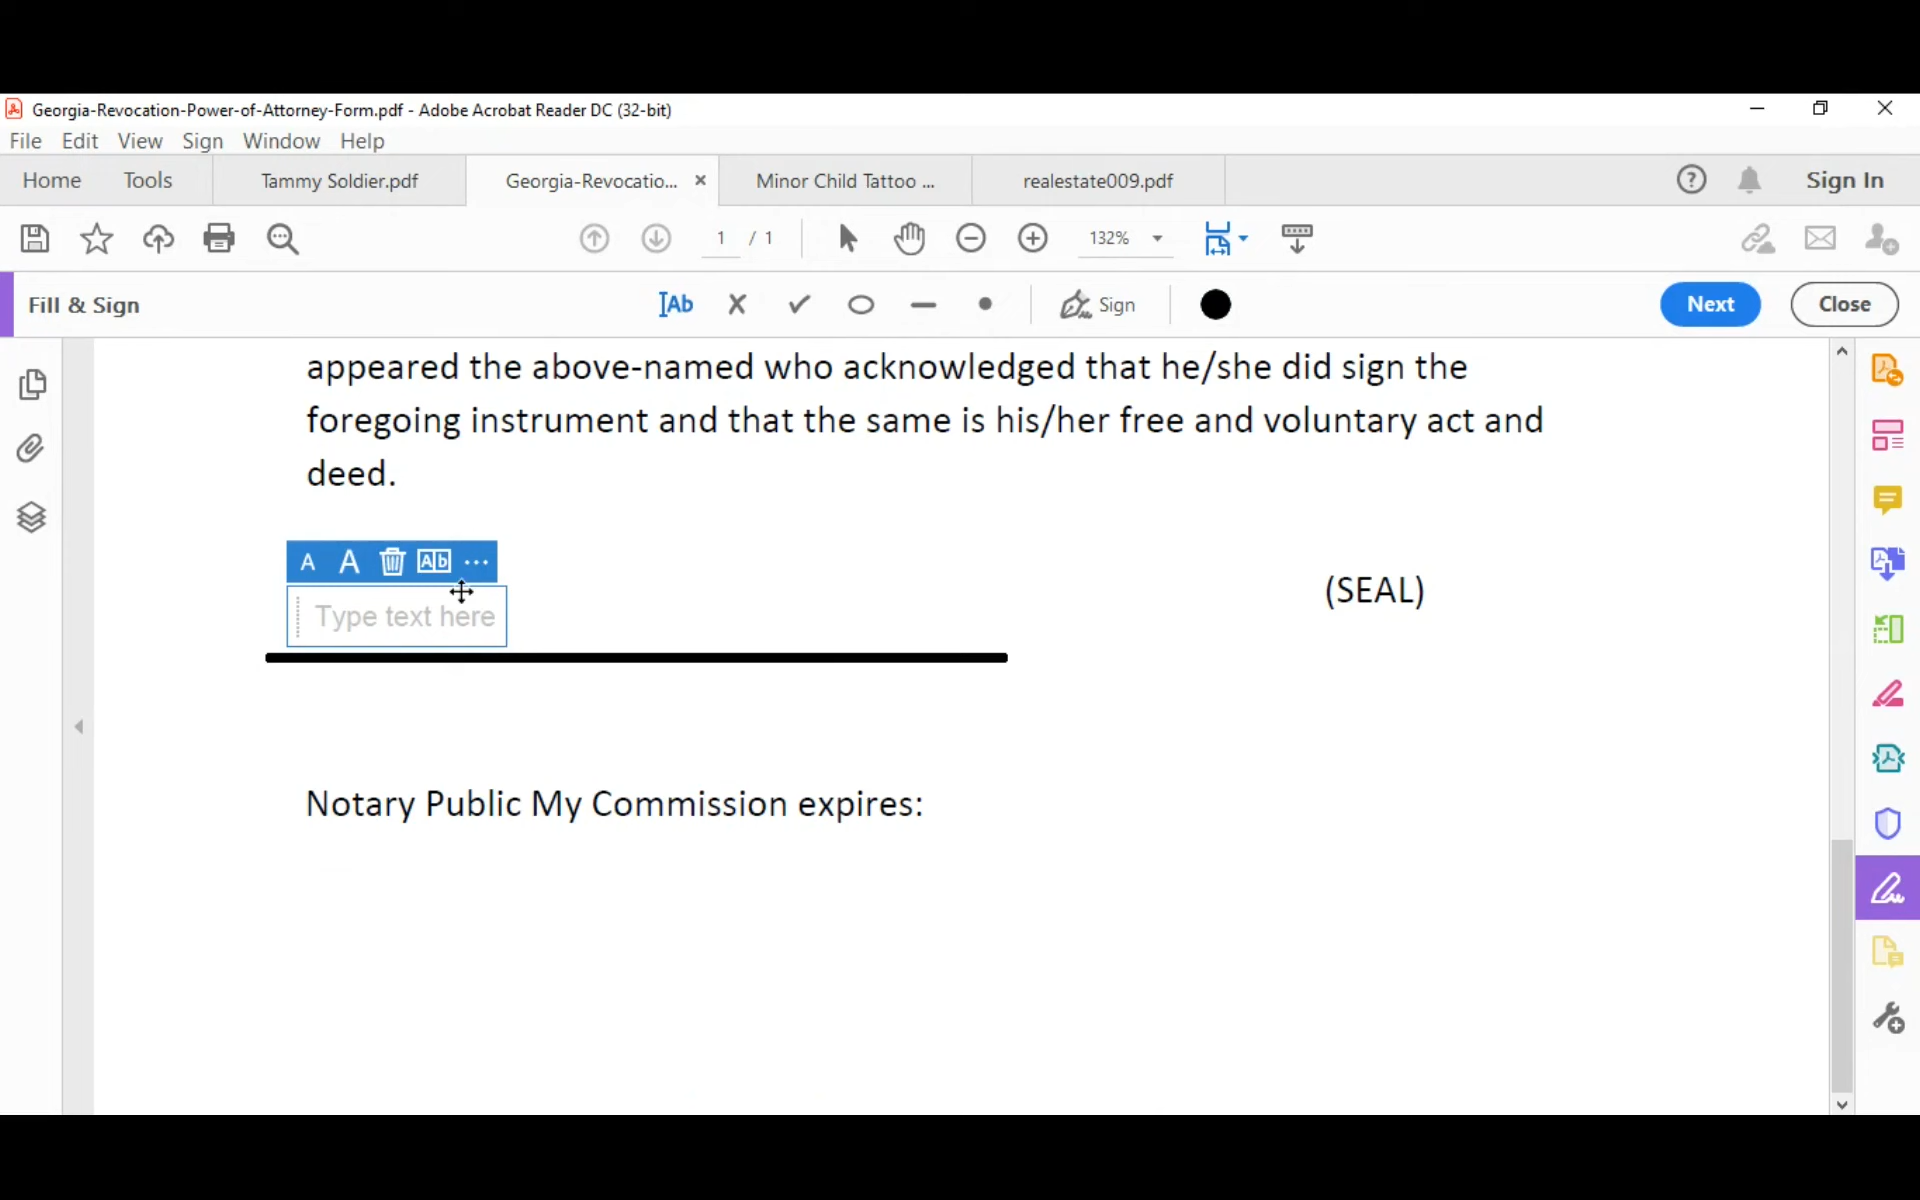 Georgia-Revocation-Power-of-Attorney-Form.pdf - Adobe Acrobat Reader DC (32-bit)
File Edit View Sign Window Help
Home Tools Tammy Soldier.pdf Georgia-Revocatio... × Minor Child Tattoo ... realestate009.pdf ? Sign In
1 / 1 132%
Fill & Sign Ab Sign Next Close
appeared the above-named who acknowledged that he/she did sign the
foregoing instrument and that the same is his/her free and voluntary act and
deed.
A A Ab ...
(SEAL)
Type text here
Notary Public My Commission expires: